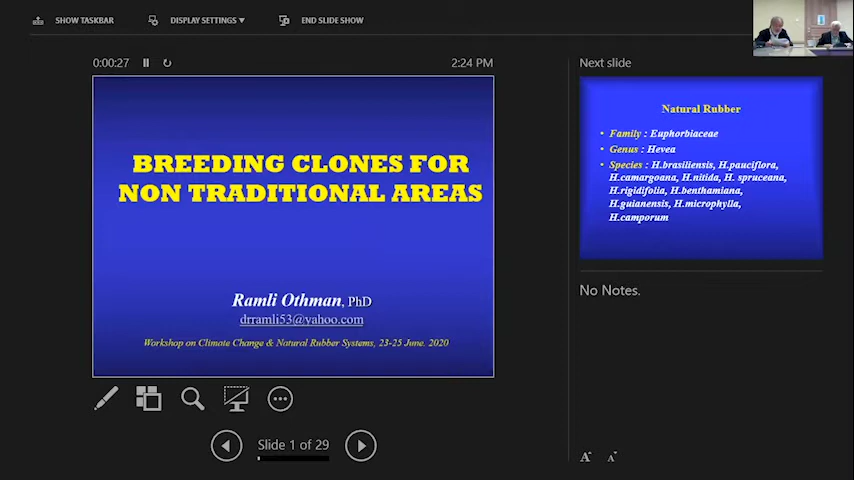 SHOW TASKBAR
DISPLAY SETTINGS ▼
END SLIDE SHOW
0:00:27
2:24 PM
BREEDING CLONES FOR
NON TRADITIONAL AREAS
Ramli Othman, PhD
drramli53@yahoo.com
Workshop on Climate Change & Natural Rubber Systems, 23-25 June. 2020
Slide 1 of 29
Next slide
Natural Rubber
• Family : Euphorbiaceae
• Genus : Hevea
• Species : H.brasiliensis, H.pauciflora,
H.camargoana, H.nitida, H. spruceana,
H.rigidifolia, H.benthamiana,
H.guianensis, H.microphylla,
H.camporum
No Notes.
A
A